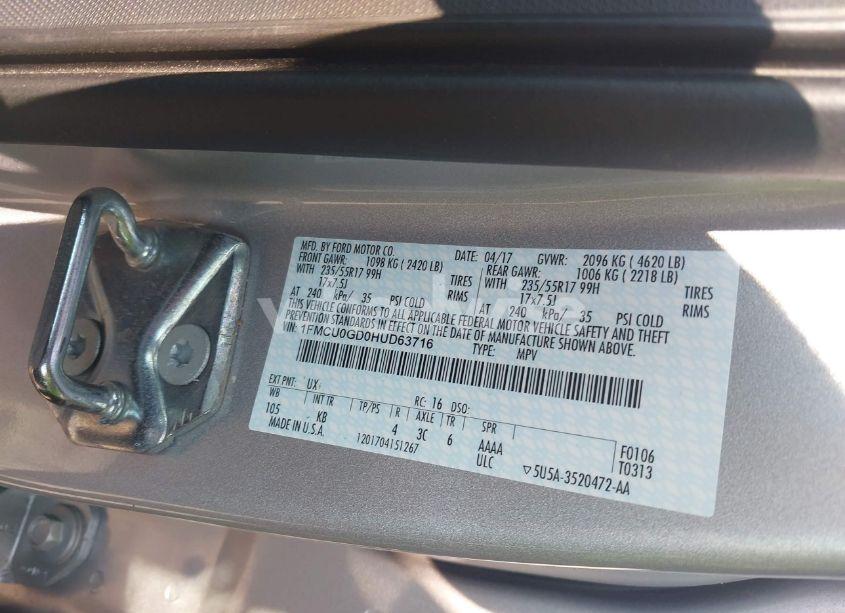 MFD. BY FORD MOTOR CO. DATE: 04/17 GVWR: 2096 KG ( 4620 LB)
FRONT GAWR: 1098 KG ( 2420 LB) REAR GAWR: 1006 KG ( 2218 LB)
WITH 235/55R17 99H TIRES WITH 235/55R17 99H TIRES
17x7.5J RIMS 17x7.5J RIMS
AT 240 kPa/ 35 PSI COLD AT 240 kPa/ 35 PSI COLD
THIS VEHICLE CONFORMS TO ALL APPLICABLE FEDERAL MOTOR VEHICLE SAFETY AND THEFT
PREVENTION STANDARDS IN EFFECT ON THE DATE OF MANUFACTURE SHOWN ABOVE.
VIN: 1FMCU0GD0HUD63716
TYPE: MPV
EXT PNT: UX RC: 16 DSO:
WB INT TR TP/PS R AXLE TR SPR
105 KB 4 3C 6 AAAA F0106
MADE IN U.S.A. 1201704151267 ULC ▽5U5A-3520472-AA T0313